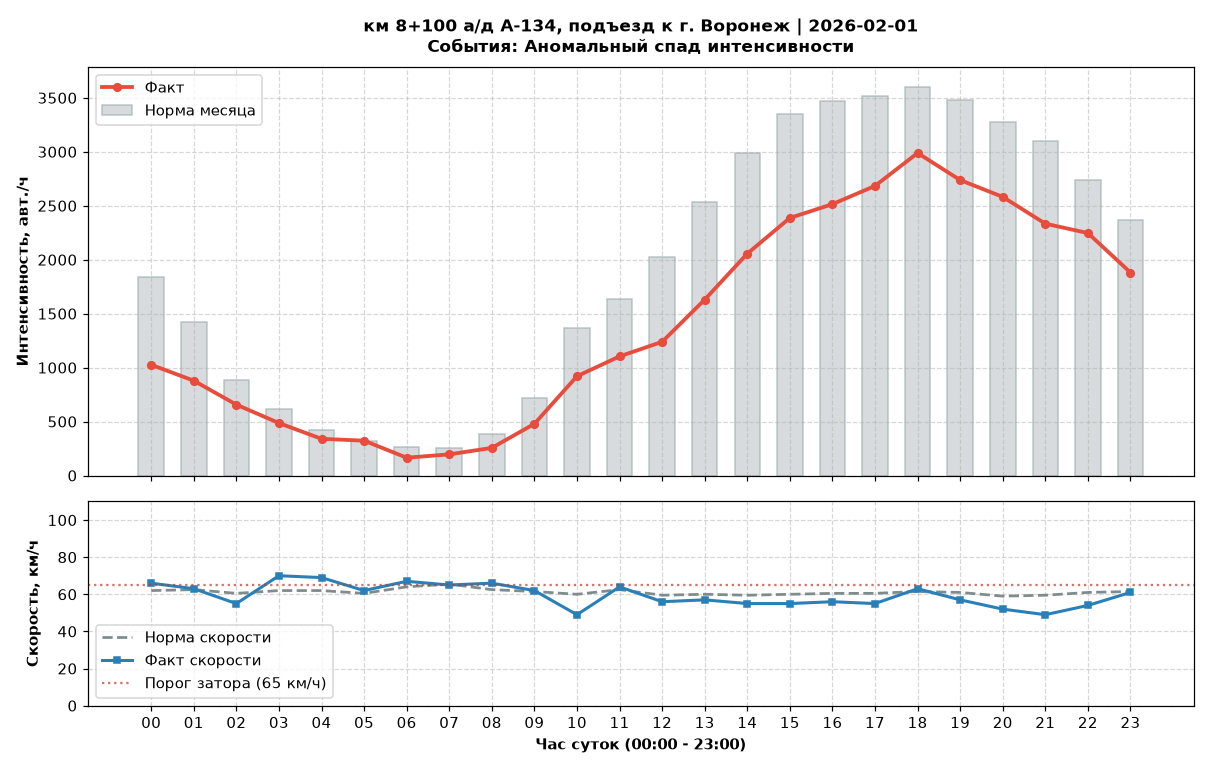 км 8+100 а/д А-134, подъезд к г. Воронеж | 2026-02-01
События: Аномальный спад интенсивности
Факт
Норма месяца
Интенсивность, авт./ч
3500
3000
2500
2000
1500
1000
500
0
Скорость, км/ч
100
80
60
40
20
0
Норма скорости
Факт скорости
Порог затора (65 км/ч)
00 01 02 03 04 05 06 07 08 09 10 11 12 13 14 15 16 17 18 19 20 21 22 23
Час суток (00:00 - 23:00)